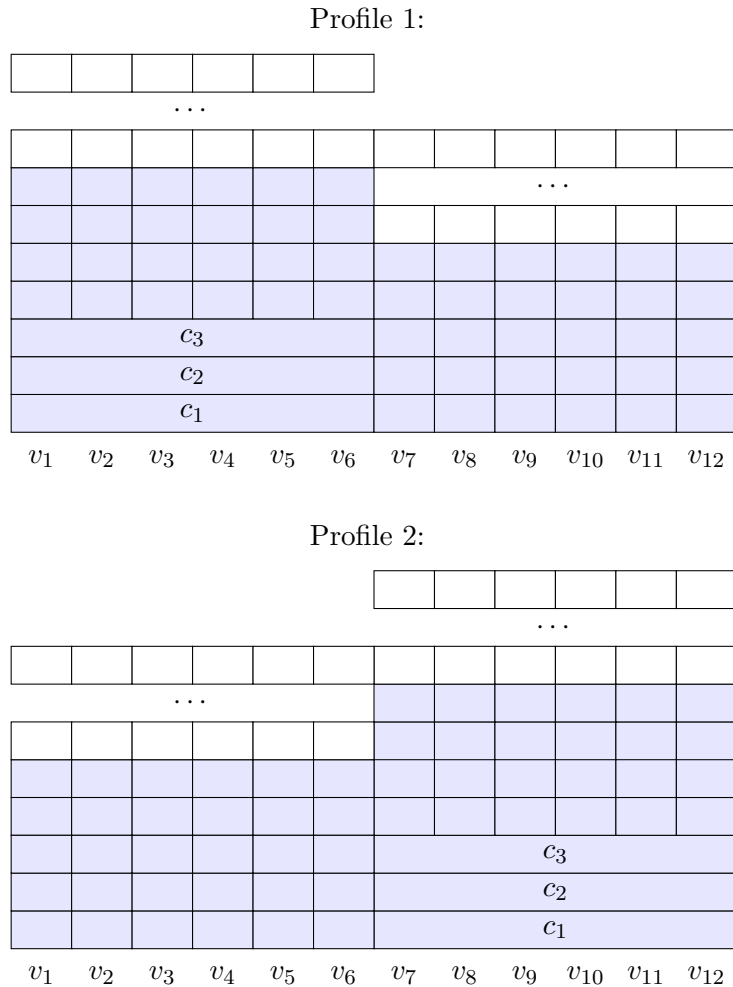 Profile 1:
⋯
⋯
c₃
c₂
c₁
v₁ v₂ v₃ v₄ v₅ v₆ v₇ v₈ v₉ v₁₀ v₁₁ v₁₂
Profile 2:
⋯
⋯
c₃
c₂
c₁
v₁ v₂ v₃ v₄ v₅ v₆ v₇ v₈ v₉ v₁₀ v₁₁ v₁₂